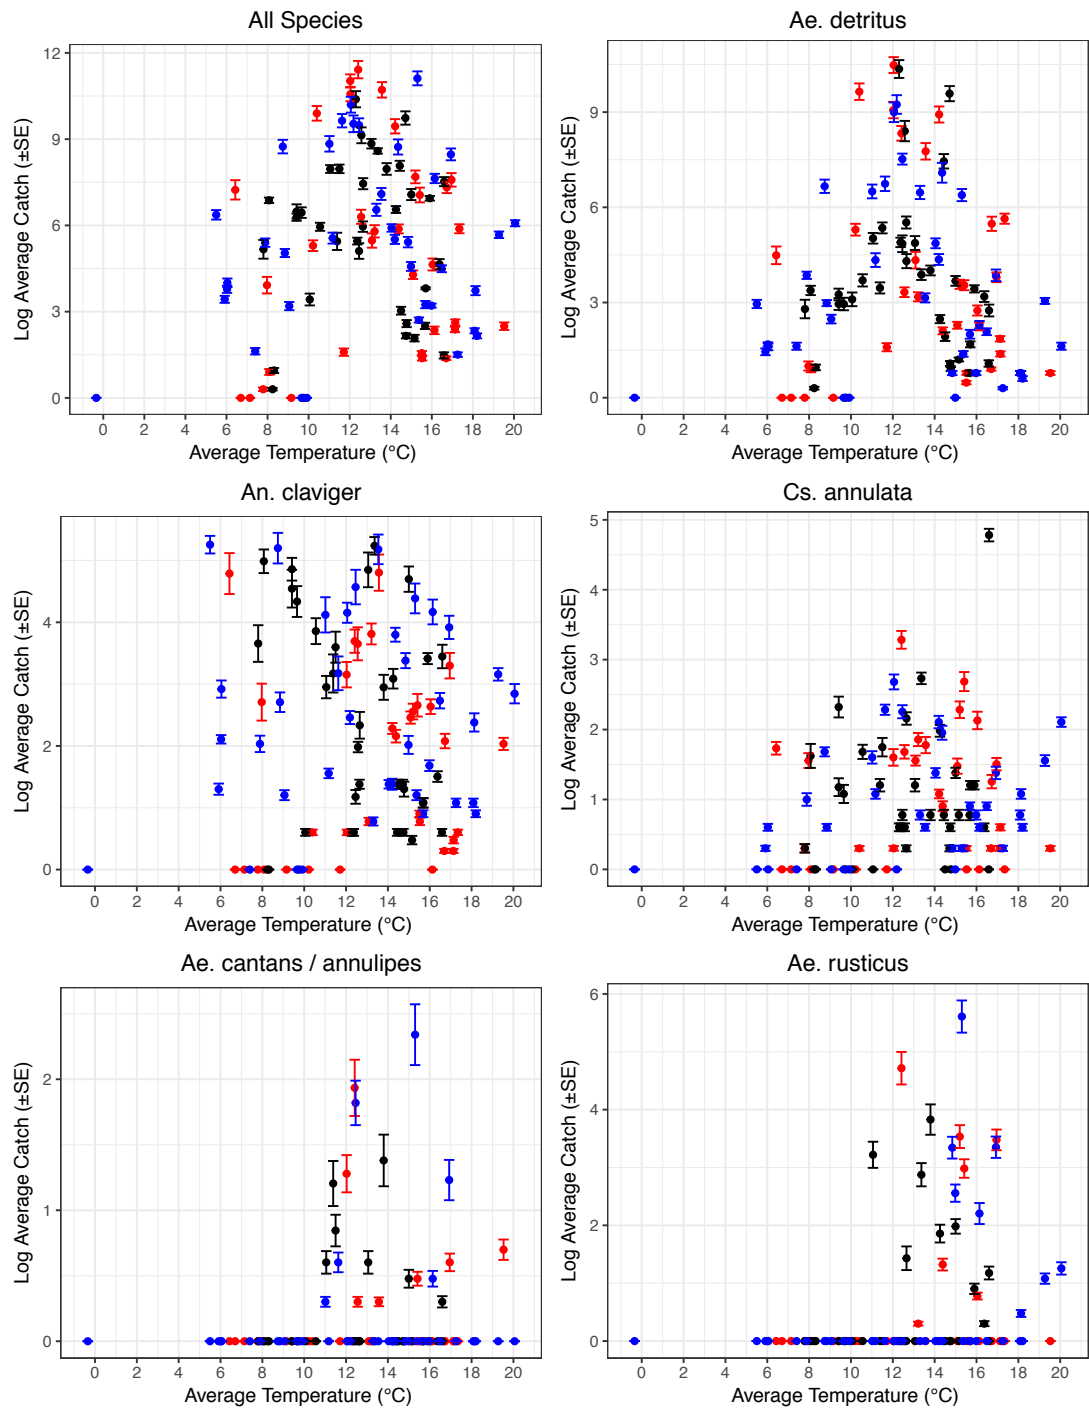 All Species
12
9
6
3
0
Log Average Catch (±SE)
0 2 4 6 8 10 12 14 16 18 20
Average Temperature (°C)
Ae. detritus
9
6
3
0
Log Average Catch (±SE)
0 2 4 6 8 10 12 14 16 18 20
Average Temperature (°C)
An. claviger
4
2
0
Log Average Catch (±SE)
0 2 4 6 8 10 12 14 16 18 20
Average Temperature (°C)
Cs. annulata
5
4
3
2
1
0
Log Average Catch (±SE)
0 2 4 6 8 10 12 14 16 18 20
Average Temperature (°C)
Ae. cantans / annulipes
2
1
0
Log Average Catch (±SE)
0 2 4 6 8 10 12 14 16 18 20
Average Temperature (°C)
Ae. rusticus
6
4
2
0
Log Average Catch (±SE)
0 2 4 6 8 10 12 14 16 18 20
Average Temperature (°C)